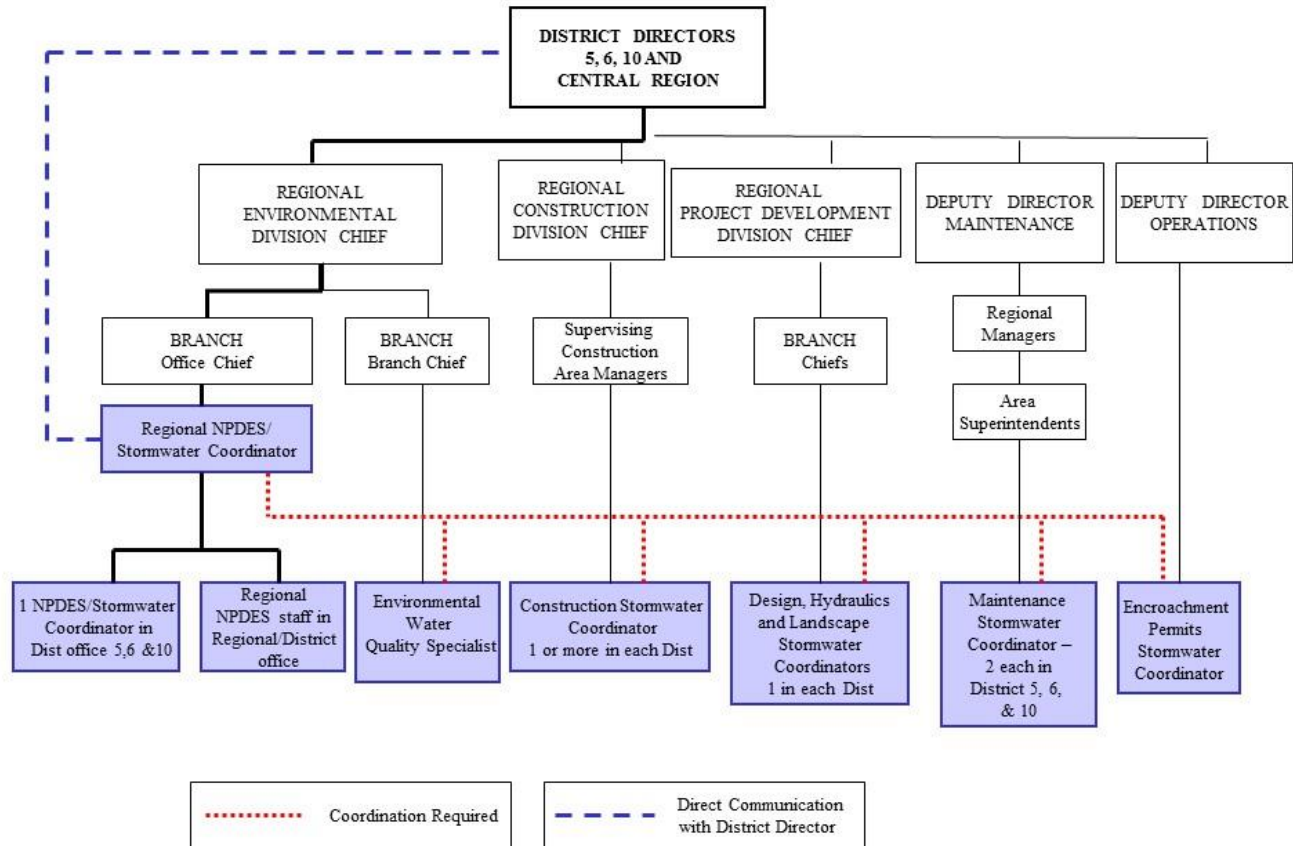 DISTRICT DIRECTORS
5, 6, 10 AND
CENTRAL REGION
REGIONAL
ENVIRONMENTAL
DIVISION CHIEF
REGIONAL
CONSTRUCTION
DIVISION CHIEF
REGIONAL
PROJECT DEVELOPMENT
DIVISION CHIEF
DEPUTY DIRECTOR
MAINTENANCE
DEPUTY DIRECTOR
OPERATIONS
BRANCH
Office Chief
BRANCH
Branch Chief
Supervising
Construction
Area Managers
BRANCH
Chiefs
Regional
Managers
Area
Superintendents
Regional NPDES/
Stormwater Coordinator
1 NPDES/Stormwater
Coordinator in
Dist office 5,6 &10
Regional
NPDES staff in
Regional/District
office
Environmental
Water
Quality Specialist
Construction Stormwater
Coordinator
1 or more in each Dist
Design, Hydraulics
and Landscape
Stormwater
Coordinators
1 in each Dist
Maintenance
Stormwater
Coordinator –
2 each in
District 5, 6,
& 10
Encroachment
Permits
Stormwater
Coordinator
Coordination Required
Direct Communication
with District Director